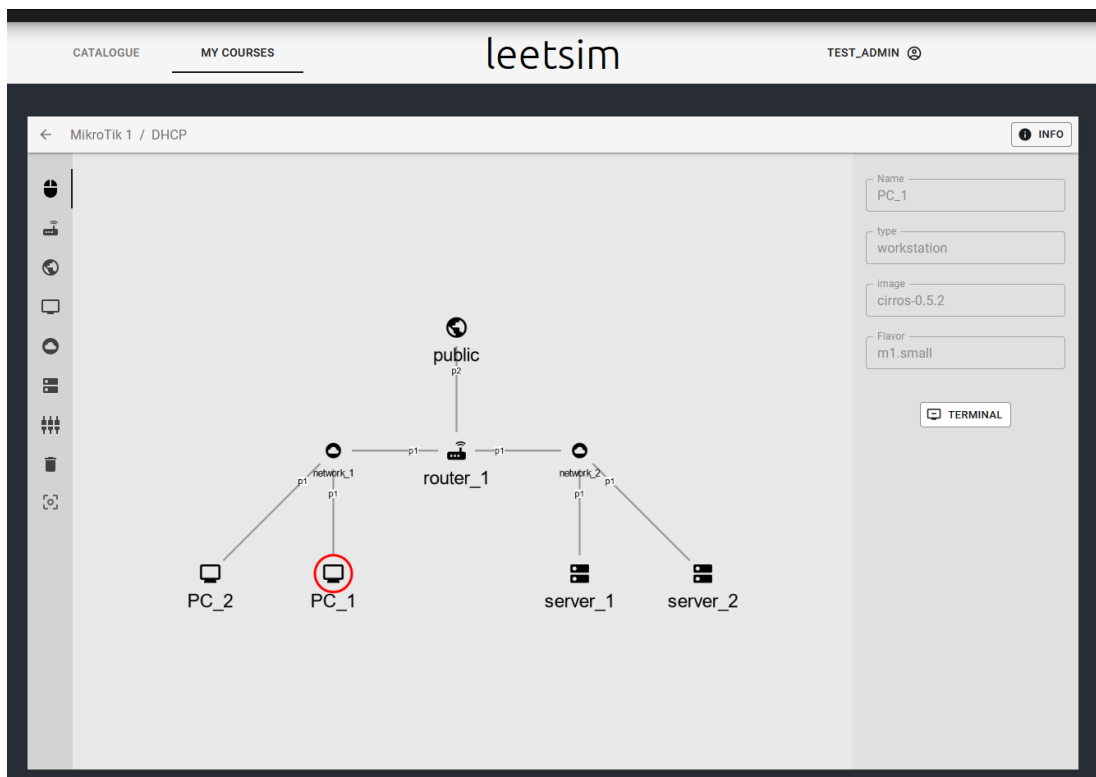 CATALOGUE
MY COURSES
leetsim
TEST_ADMIN
MikroTik 1 / DHCP
INFO
Name
PC_1
type
workstation
image
cirros-0.5.2
Flavor
m1.small
TERMINAL
public
p2
p1
p1
network_1
router_1
network_2
p1
p1
p1
p1
PC_2
PC_1
server_1
server_2